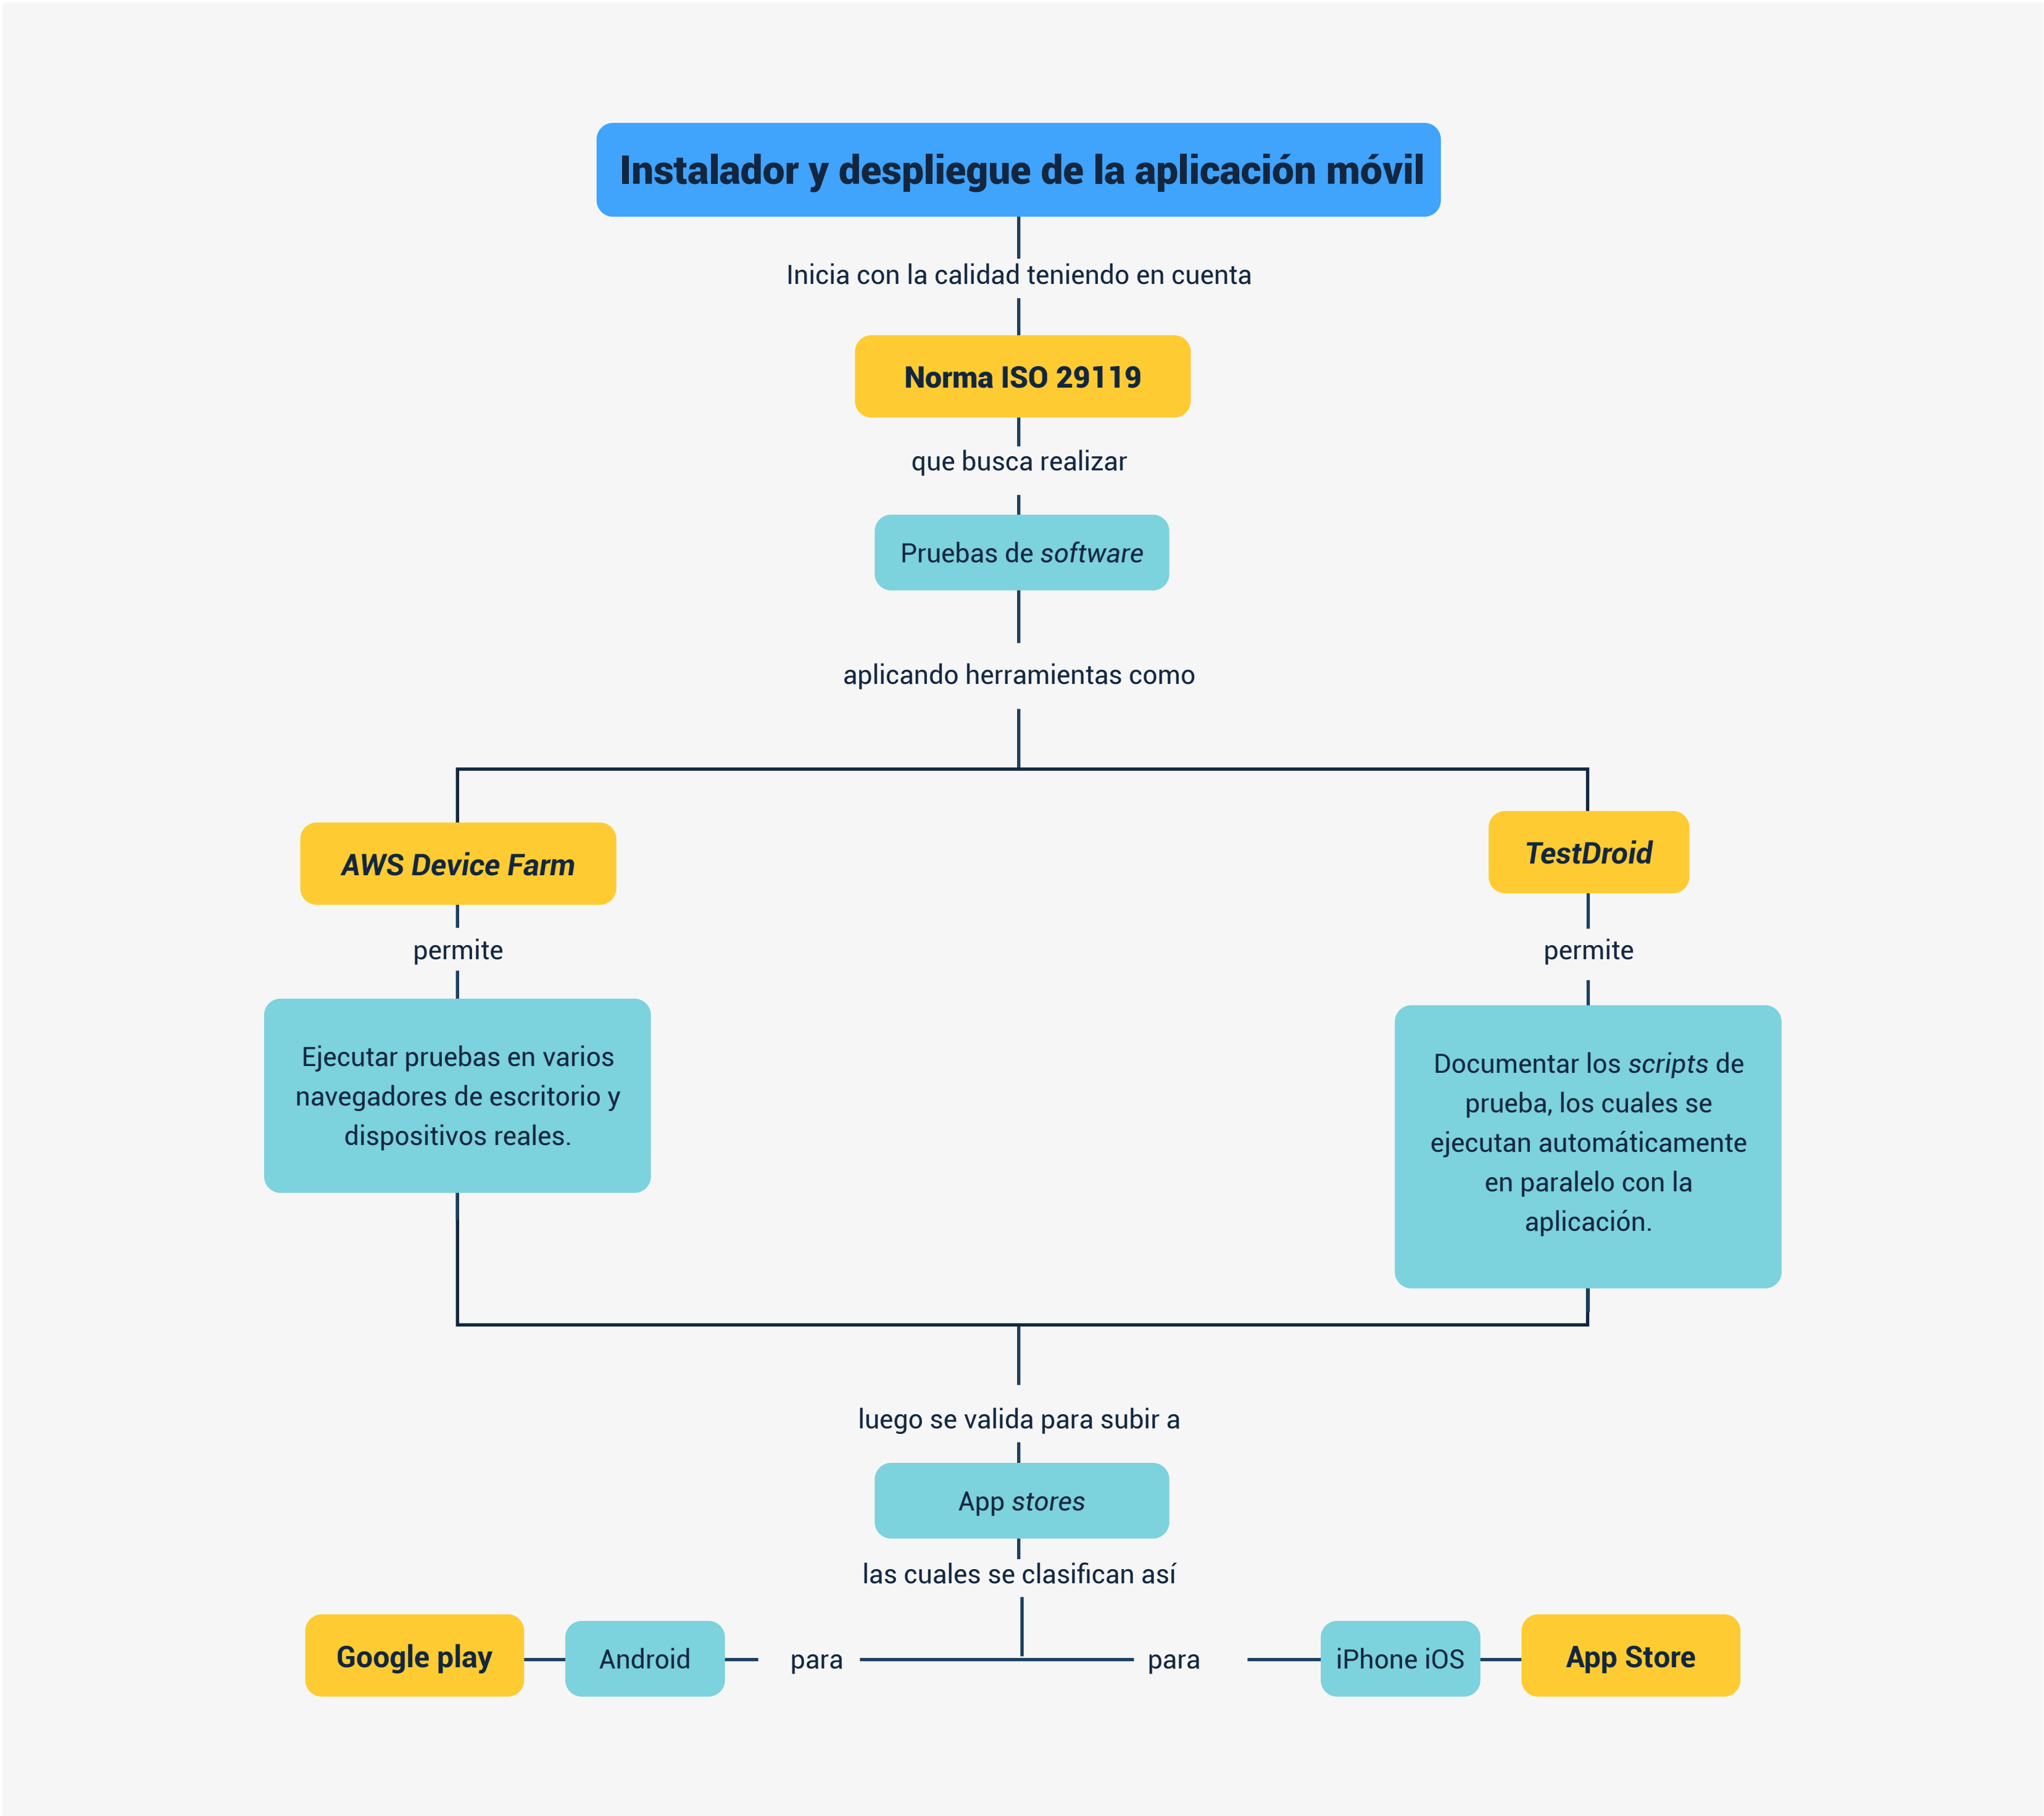 Instalador y despliegue de la aplicación móvil
Inicia con la calidad teniendo en cuenta
Norma ISO 29119
que busca realizar
Pruebas de software
aplicando herramientas como
AWS Device Farm
permite
Ejecutar pruebas en varios
navegadores de escritorio y
dispositivos reales.
TestDroid
permite
Documentar los scripts de
prueba, los cuales se
ejecutan automáticamente
en paralelo con la
aplicación.
luego se valida para subir a
App stores
las cuales se clasifican así
Google play
Android
para
para
iPhone iOS
App Store